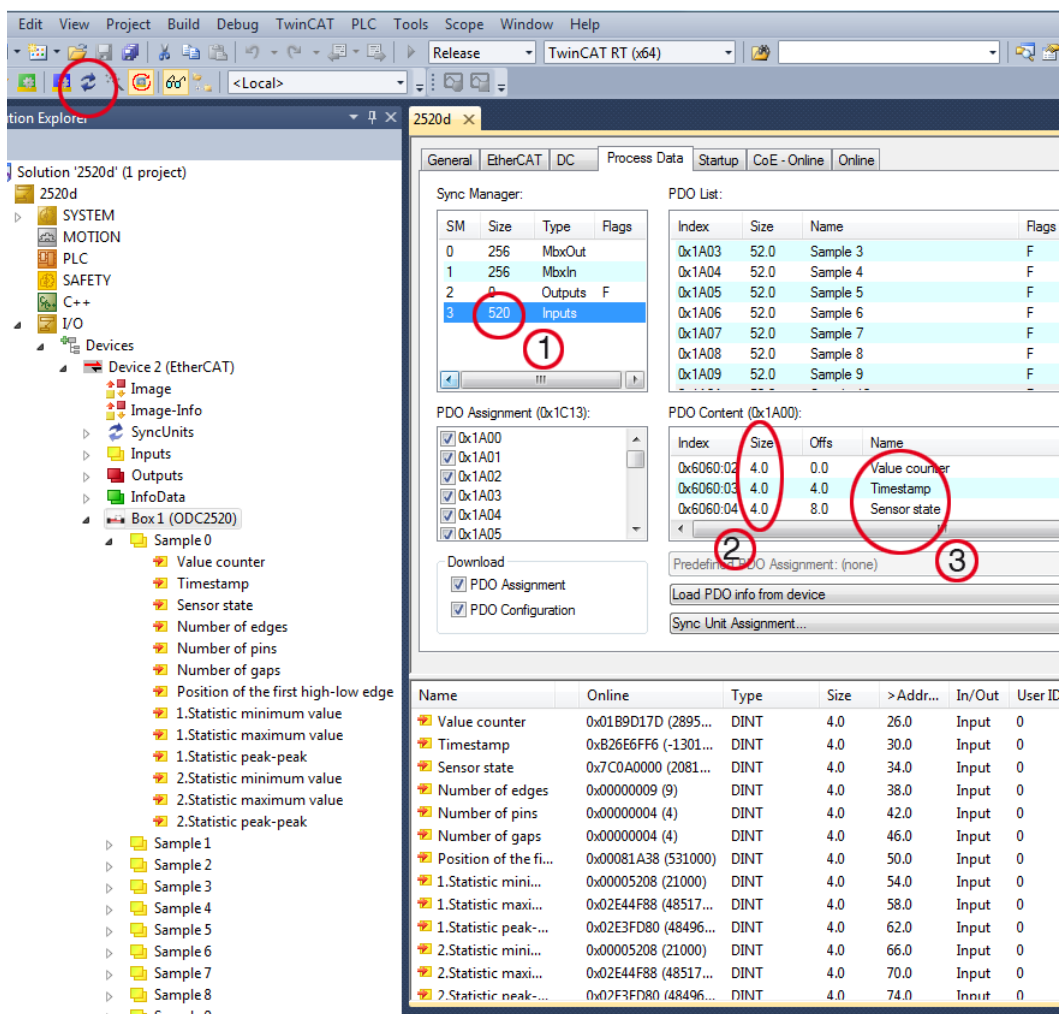 Edit View Project Build Debug TwinCAT PLC Tools Scope Window Help
Release TwinCAT RT (x64)
<Local>
ution Explorer
Solution '2520d' (1 project)
2520d
SYSTEM
MOTION
PLC
SAFETY
C++
I/O
Devices
Device 2 (EtherCAT)
Image
Image-Info
SyncUnits
Inputs
Outputs
InfoData
Box 1 (ODC2520)
Sample 0
Value counter
Timestamp
Sensor state
Number of edges
Number of pins
Number of gaps
Position of the first high-low edge
1.Statistic minimum value
1.Statistic maximum value
1.Statistic peak-peak
2.Statistic minimum value
2.Statistic maximum value
2.Statistic peak-peak
Sample 1
Sample 2
Sample 3
Sample 4
Sample 5
Sample 6
Sample 7
Sample 8
2520d
General EtherCAT DC Process Data Startup CoE - Online Online
Sync Manager:
SM Size Type Flags
0 256 MbxOut
1 256 MbxIn
2 0 Outputs F
3 520 Inputs
1
PDO List:
Index Size Name Flags
0x1A03 52.0 Sample 3 F
0x1A04 52.0 Sample 4 F
0x1A05 52.0 Sample 5 F
0x1A06 52.0 Sample 6 F
0x1A07 52.0 Sample 7 F
0x1A08 52.0 Sample 8 F
0x1A09 52.0 Sample 9 F
PDO Assignment (0x1C13):
0x1A00
0x1A01
0x1A02
0x1A03
0x1A04
0x1A05
PDO Content (0x1A00):
Index Size Offs Name
0x6060:02 4.0 0.0 Value counter
0x6060:03 4.0 4.0 Timestamp
0x6060:04 4.0 8.0 Sensor state
2
3
Download
PDO Assignment
PDO Configuration
Predefined PDO Assignment: (none)
Load PDO info from device
Sync Unit Assignment...
Name Online Type Size >Addr... In/Out User ID
Value counter 0x01B9D17D (2895... DINT 4.0 26.0 Input 0
Timestamp 0xB26E6FF6 (-1301... DINT 4.0 30.0 Input 0
Sensor state 0x7C0A0000 (2081... DINT 4.0 34.0 Input 0
Number of edges 0x00000009 (9) DINT 4.0 38.0 Input 0
Number of pins 0x00000004 (4) DINT 4.0 42.0 Input 0
Number of gaps 0x00000004 (4) DINT 4.0 46.0 Input 0
Position of the fi... 0x00081A38 (531000) DINT 4.0 50.0 Input 0
1.Statistic mini... 0x00005208 (21000) DINT 4.0 54.0 Input 0
1.Statistic maxi... 0x02E44F88 (48517... DINT 4.0 58.0 Input 0
1.Statistic peak-... 0x02E3FD80 (48496... DINT 4.0 62.0 Input 0
2.Statistic mini... 0x00005208 (21000) DINT 4.0 66.0 Input 0
2.Statistic maxi... 0x02E44F88 (48517... DINT 4.0 70.0 Input 0
2.Statistic peak-... 0x02E3FD80 (48496... DINT 4.0 74.0 Input 0